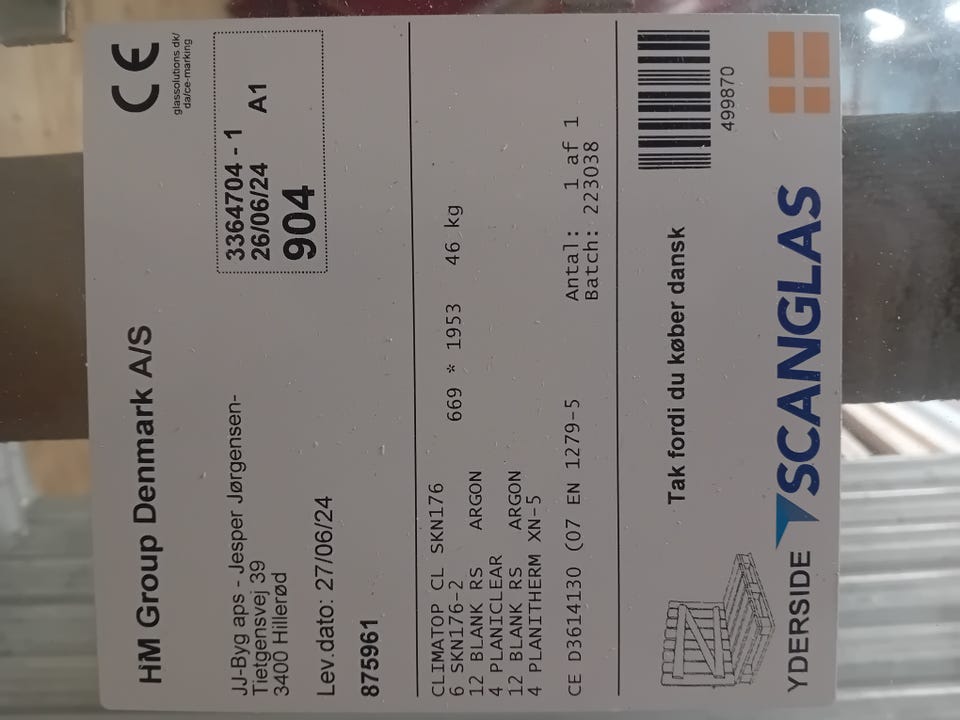 HM Group Denmark A/S
CE
glassolutions.dk/
da/ce-marking
JJ-Byg aps - Jesper Jørgensen-
Tietgensvej 39
3400 Hillerød
Lev.dato: 27/06/24
875961
3364704 - 1
26/06/24 A1
904
CLIMATOP CL SKN176
6 SKN176-2 669 * 1953 46 kg
12 BLANK RS ARGON
4 PLANICLEAR
12 BLANK RS ARGON
4 PLANITHERM XN-5
CE D3614130 (07 EN 1279-5
Antal: 1 af 1
Batch: 223038
Tak fordi du køber dansk
499870
YDERSIDE
SCANGLAS